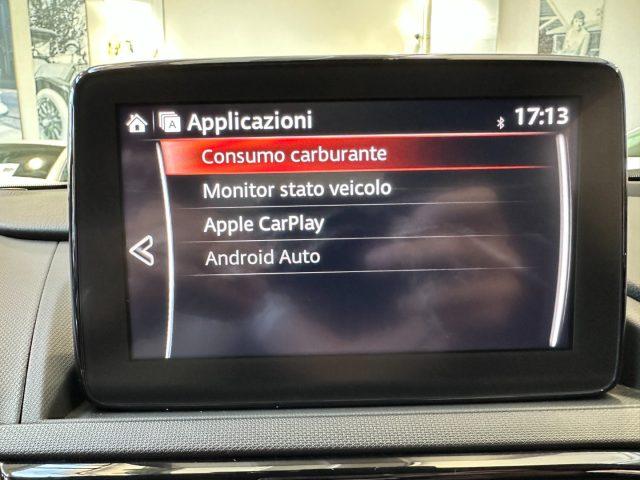 Applicazioni
17:13
Consumo carburante
Monitor stato veicolo
Apple CarPlay
Android Auto